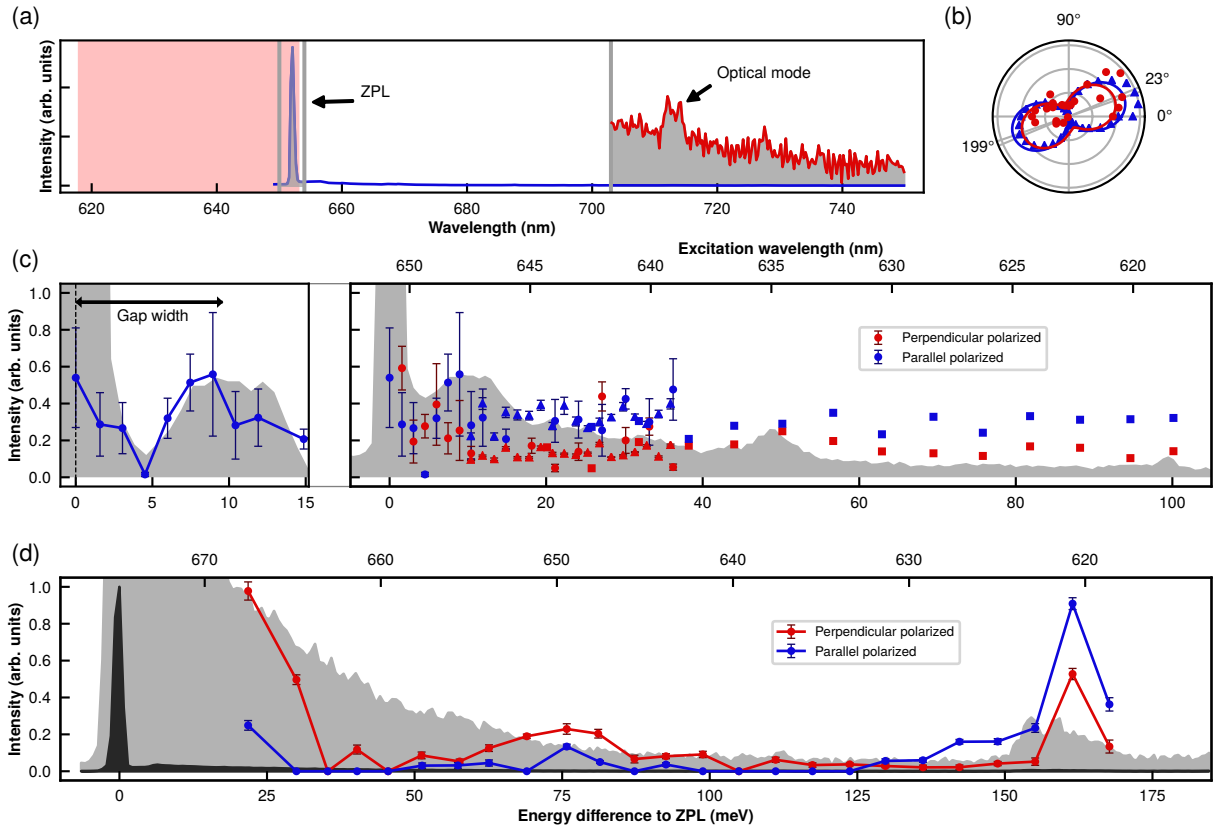 (a)
Intensity (arb. units)
ZPL
Optical mode
620 640 660 680 700 720 740
Wavelength (nm)
(b)
90°
23°
0°
199°
Excitation wavelength (nm)
(c)
650 645 640 635 630 625 620
Intensity (arb. units)
1.0
0.8
0.6
0.4
0.2
0.0
Gap width
Perpendicular polarized
Parallel polarized
0 5 10 15 0 20 40 60 80 100
(d)
670 660 650 640 630 620
Intensity (arb. units)
1.0
0.8
0.6
0.4
0.2
0.0
Perpendicular polarized
Parallel polarized
0 25 50 75 100 125 150 175
Energy difference to ZPL (meV)